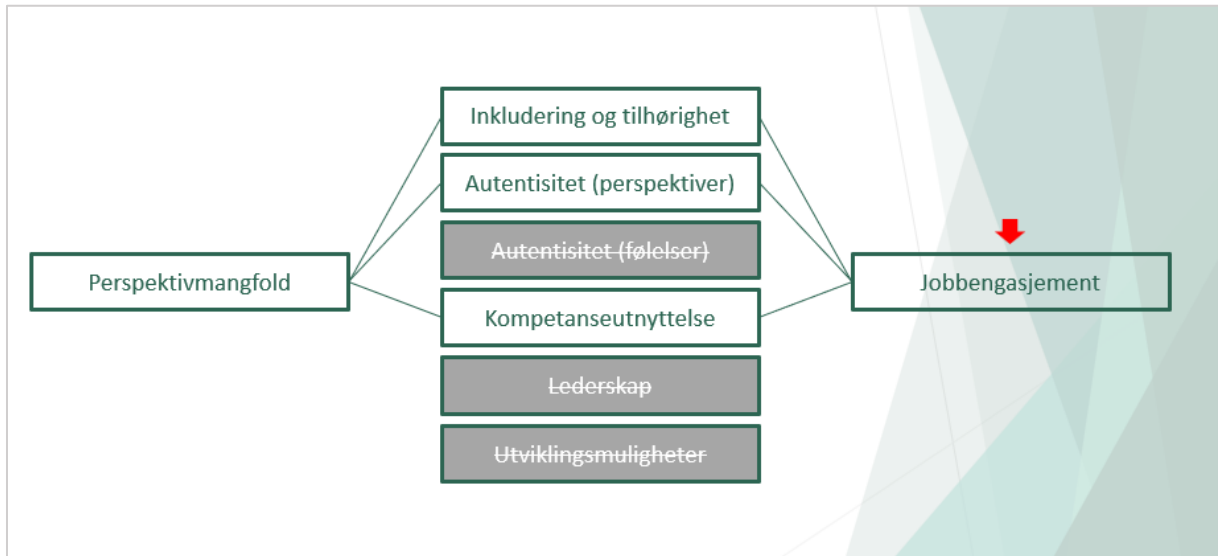 Inkludering og tilhørighet
Autentisitet (perspektiver)
Autentisitet (følelser)
Perspektivmangfold
Jobbengasjement
Kompetanseutnyttelse
Lederskap
Utviklingsmuligheter